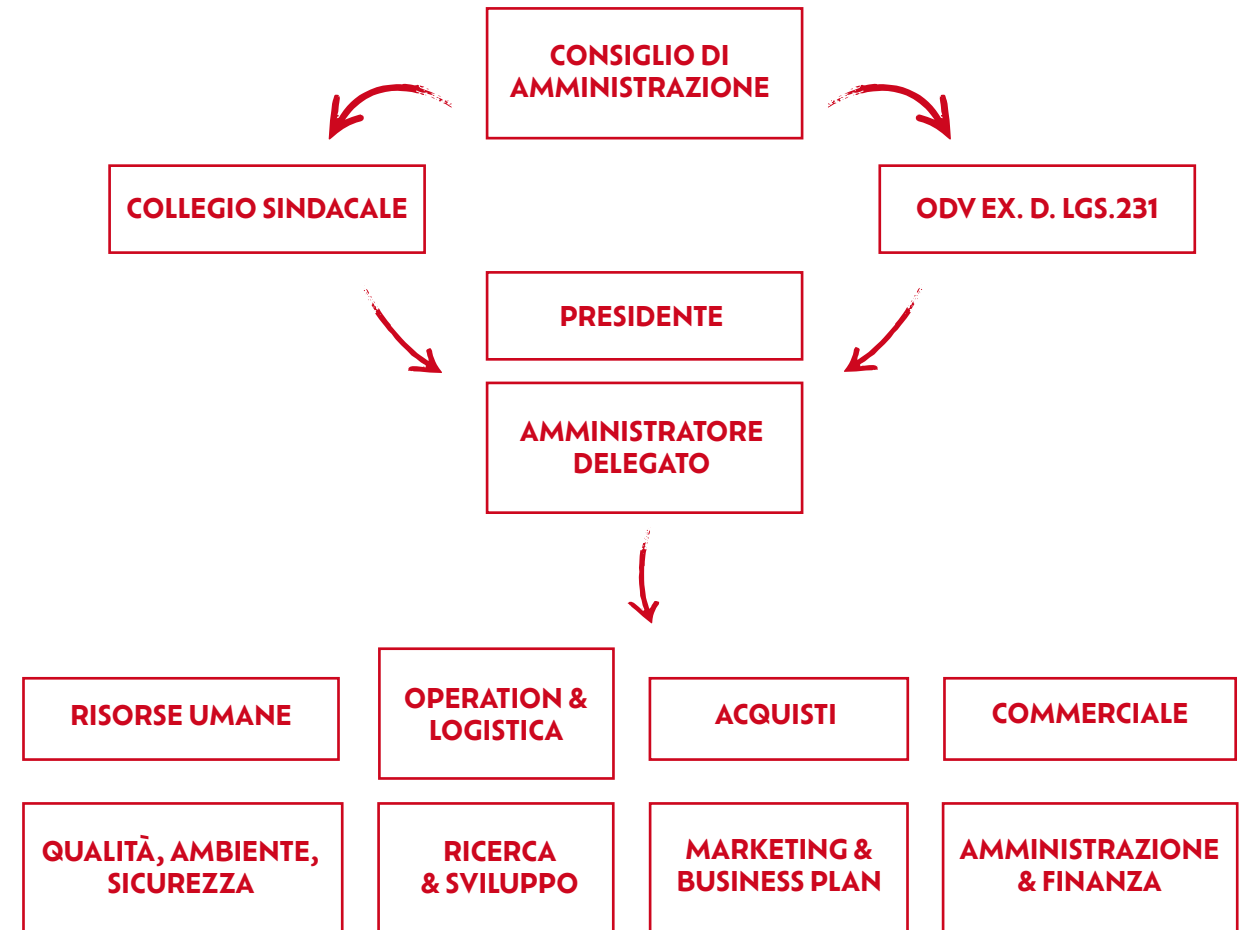 CONSIGLIO DI
AMMINISTRAZIONE
COLLEGIO SINDACALE
ODV EX. D. LGS.231
PRESIDENTE
AMMINISTRATORE
DELEGATO
RISORSE UMANE
OPERATION &
LOGISTICA
ACQUISTI
COMMERCIALE
QUALITÀ, AMBIENTE,
SICUREZZA
RICERCA
& SVILUPPO
MARKETING &
BUSINESS PLAN
AMMINISTRAZIONE
& FINANZA